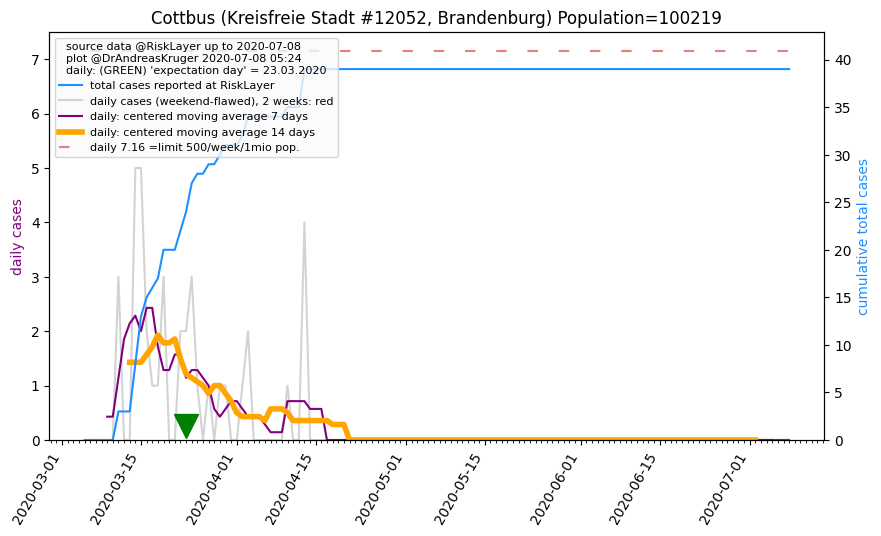 Cottbus (Kreisfreie Stadt #12052, Brandenburg) Population=100219
source data @RiskLayer up to 2020-07-08
plot @DrAndreasKruger 2020-07-08 05:24
daily: (GREEN) 'expectation day' = 23.03.2020
total cases reported at RiskLayer
daily cases (weekend-flawed), 2 weeks: red
daily: centered moving average 7 days
daily: centered moving average 14 days
daily 7.16 =limit 500/week/1mio pop.
daily cases
7
6
5
4
3
2
1
0
cumulative total cases
40
35
30
25
20
15
10
5
0
2020-03-01
2020-03-15
2020-04-01
2020-04-15
2020-05-01
2020-05-15
2020-06-01
2020-06-15
2020-07-01